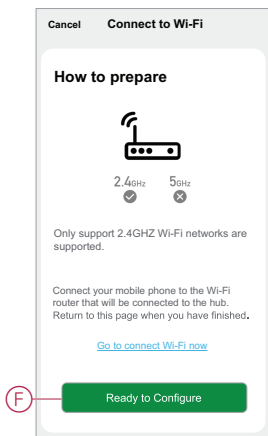 Cancel Connect to Wi-Fi
How to prepare
2.4GHz 5GHz
Only support 2.4GHZ Wi-Fi networks are
supported.
Connect your mobile phone to the Wi-Fi
router that will be connected to the hub.
Return to this page when you have finished.
Go to connect Wi-Fi now
F Ready to Configure